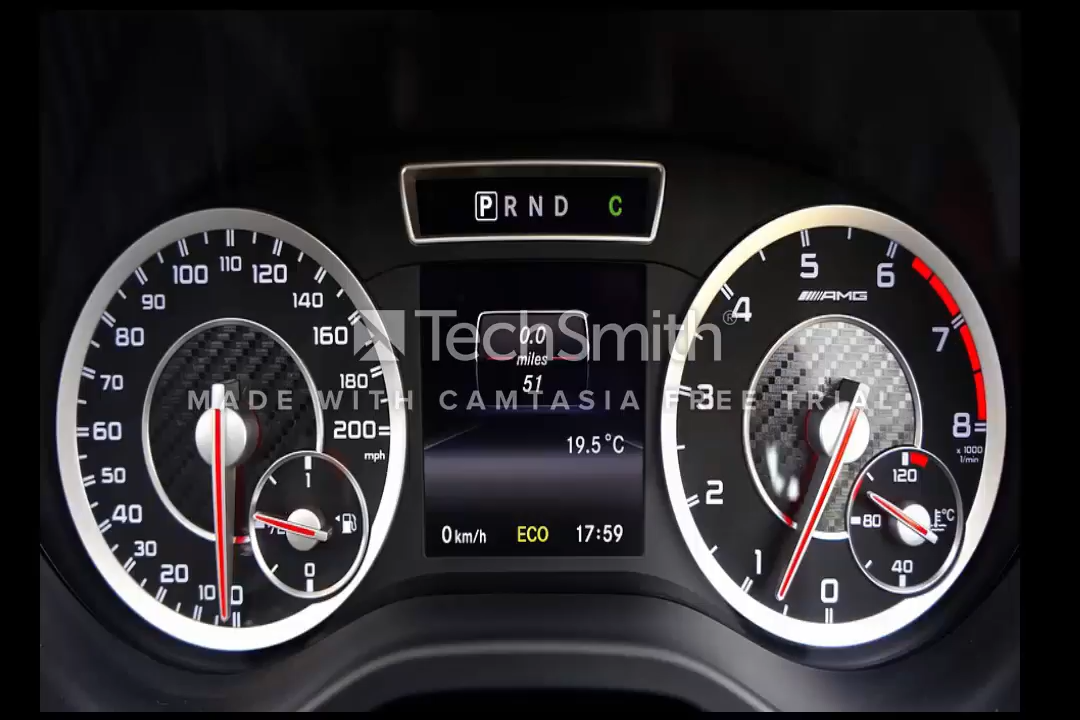 P R N D C
110
100 120
90 140
80 160
70 180
60 200
mph
50
40
30
20
10
0
1
0
0.0
miles
51
19.5°C
0 km/h ECO 17:59
5
6
AMG
4
7
3
8
x 1000
1/min
2
1
0
120
80 °C
40
TechSmith®
MADE WITH CAMTASIA FREE TRIAL